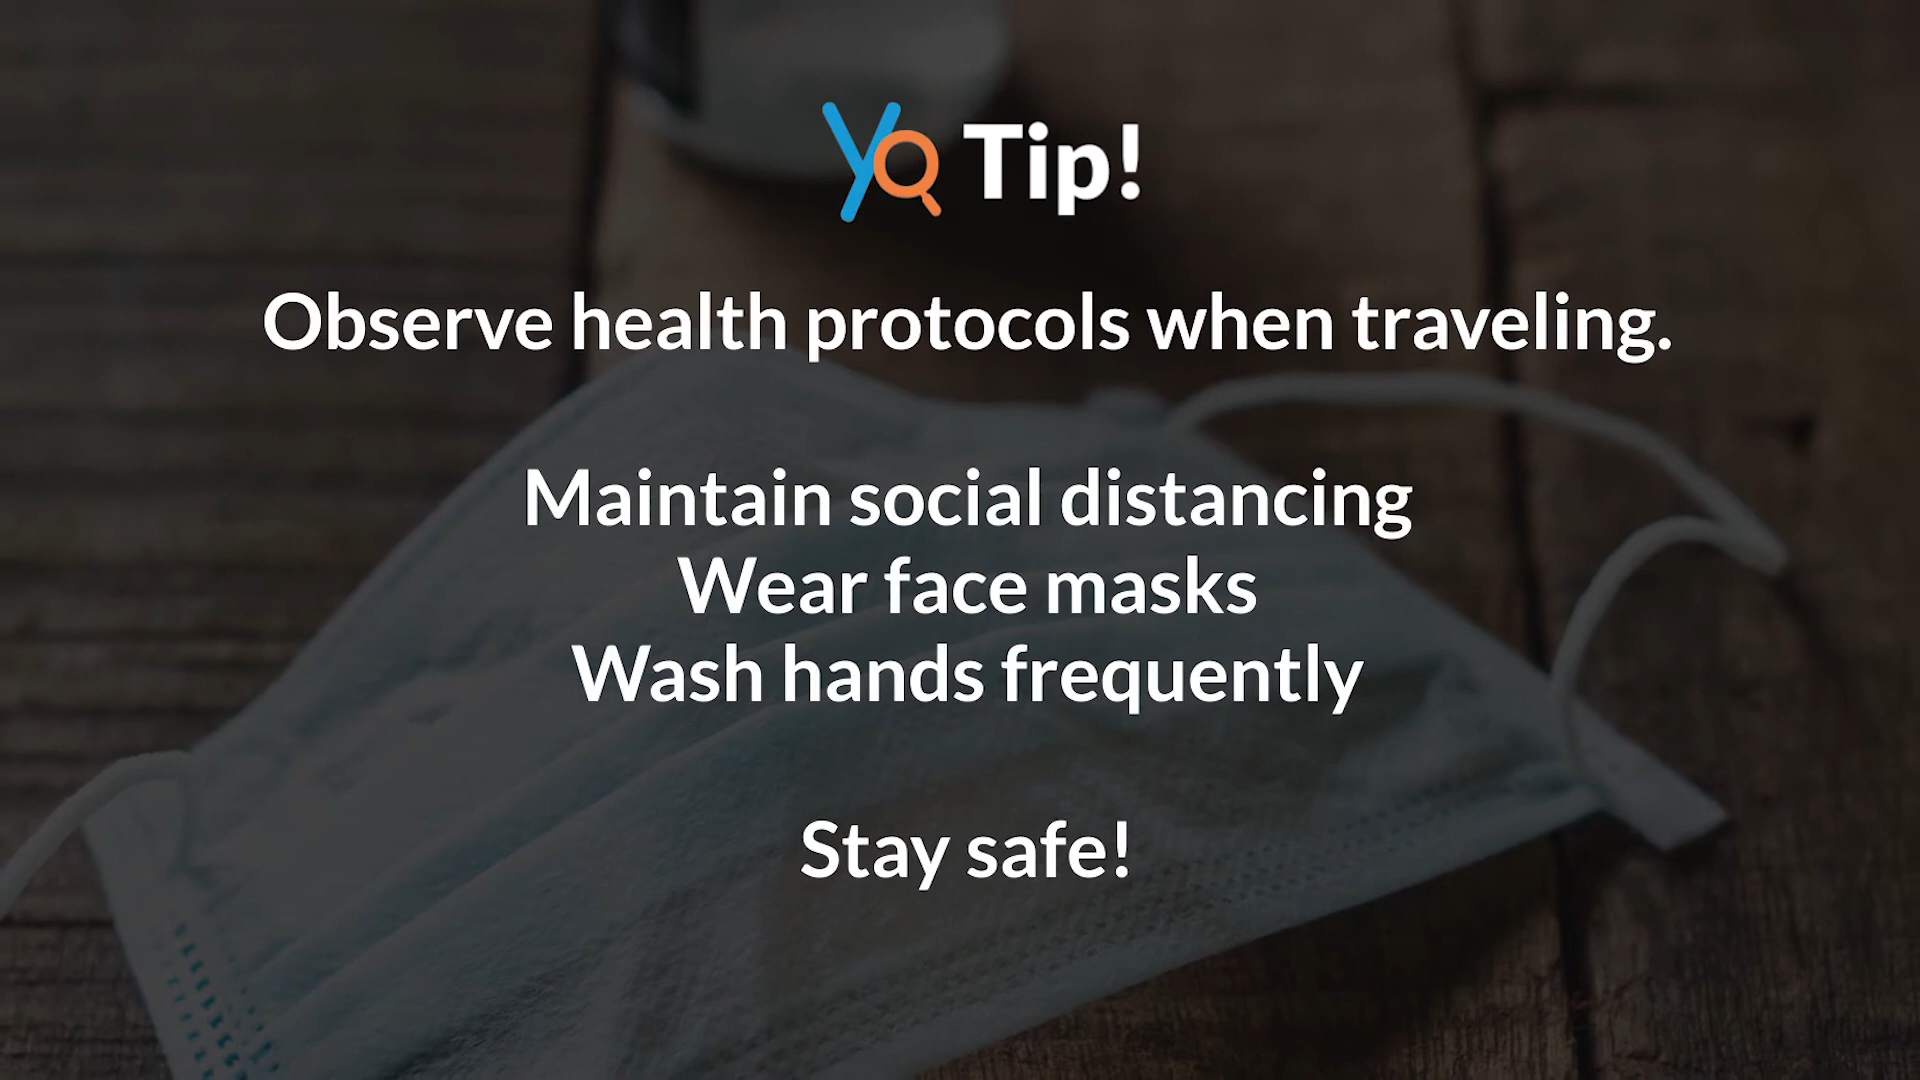 YQ Tip!
Observe health protocols when traveling.
Maintain social distancing
Wear face masks
Wash hands frequently
Stay safe!